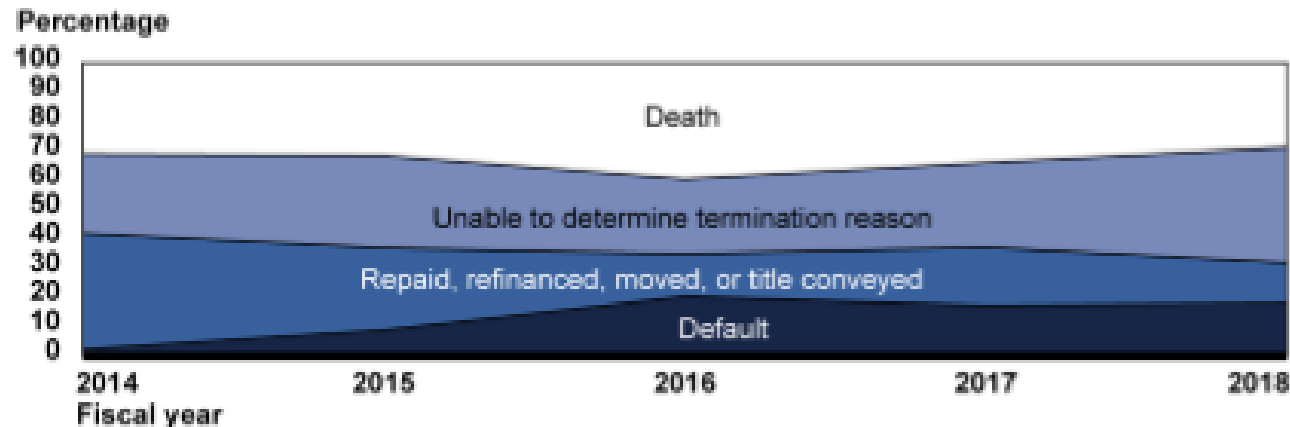 Percentage
100
90
80
70
60
50
40
30
20
10
0
Death
Unable to determine termination reason
Repaid, refinanced, moved, or title conveyed
Default
2014 2015 2016 2017 2018
Fiscal year